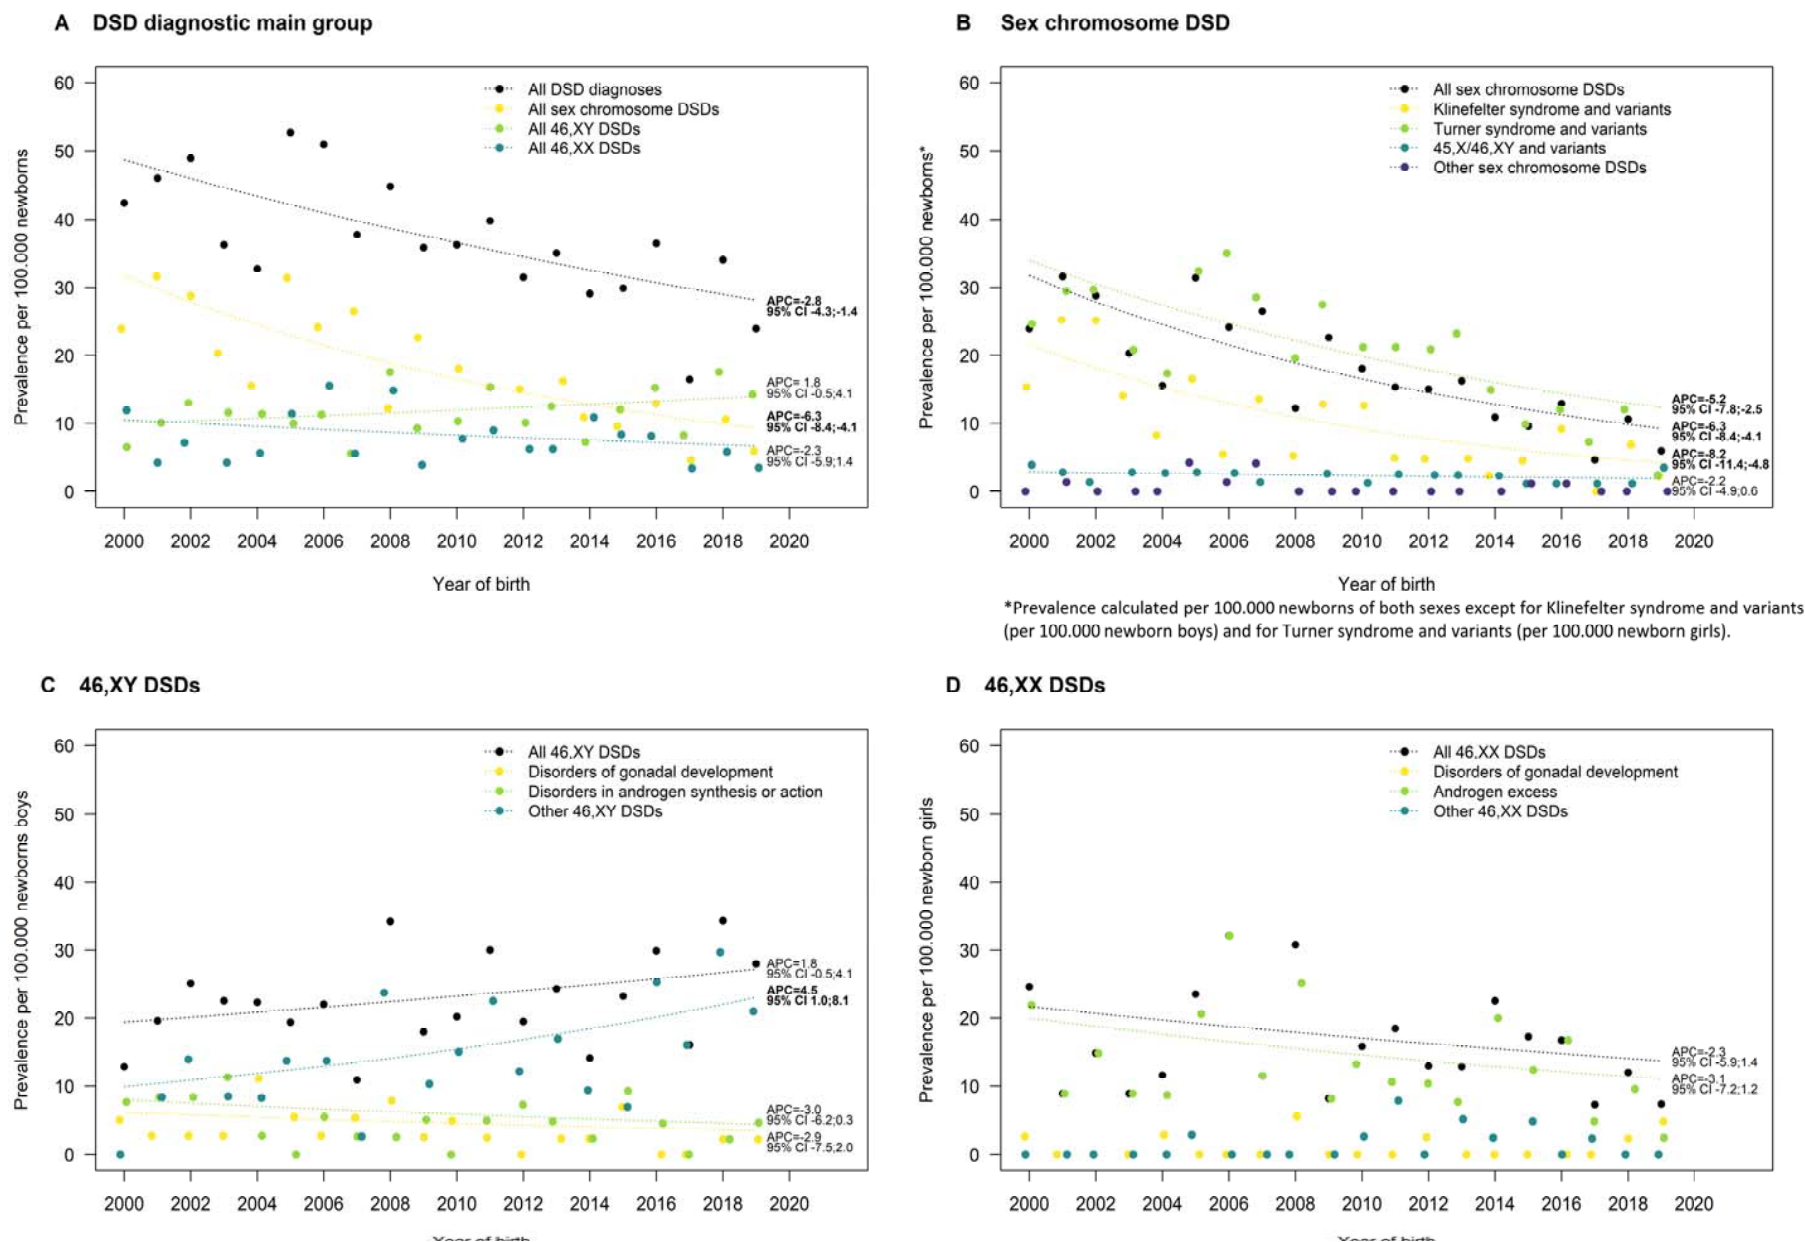 A DSD diagnostic main group
60
50
40
30
20
10
0
Prevalence per 100.000 newborns
All DSD diagnoses
All sex chromosome DSDs
All 46,XY DSDs
All 46,XX DSDs
APC=-2.8
95% CI -4.3;-1.4
APC= 1.8
95% CI -0.5;4.1
APC=-6.3
95% CI -8.4;-4.1
APC=-2.3
95% CI -5.9;1.4
2000 2002 2004 2006 2008 2010 2012 2014 2016 2018 2020
Year of birth
B Sex chromosome DSD
60
50
40
30
20
10
0
Prevalence per 100.000 newborns*
All sex chromosome DSDs
Klinefelter syndrome and variants
Turner syndrome and variants
45,X/46,XY and variants
Other sex chromosome DSDs
APC=-5.2
95% CI -7.8;-2.5
APC=-6.3
95% CI -8.4;-4.1
APC=-8.2
95% CI -11.4;-4.8
APC=-2.2
95% CI -4.9;0.6
2000 2002 2004 2006 2008 2010 2012 2014 2016 2018 2020
Year of birth
*Prevalence calculated per 100.000 newborns of both sexes except for Klinefelter syndrome and variants
(per 100.000 newborn boys) and for Turner syndrome and variants (per 100.000 newborn girls).
C 46,XY DSDs
60
50
40
30
20
10
0
Prevalence per 100.000 newborns boys
All 46,XY DSDs
Disorders of gonadal development
Disorders in androgen synthesis or action
Other 46,XY DSDs
APC=1.8
95% CI -0.5;4.1
APC=4.5
95% CI 1.0;8.1
APC=-3.0
95% CI -6.2;0.3
APC=-2.9
95% CI -7.5;2.0
2000 2002 2004 2006 2008 2010 2012 2014 2016 2018 2020
Year of birth
D 46,XX DSDs
60
50
40
30
20
10
0
Prevalence per 100.000 newborn girls
All 46,XX DSDs
Disorders of gonadal development
Androgen excess
Other 46,XX DSDs
APC=-2.3
95% CI -5.9;1.4
APC=-3.1
95% CI -7.2;1.2
2000 2002 2004 2006 2008 2010 2012 2014 2016 2018 2020
Year of birth